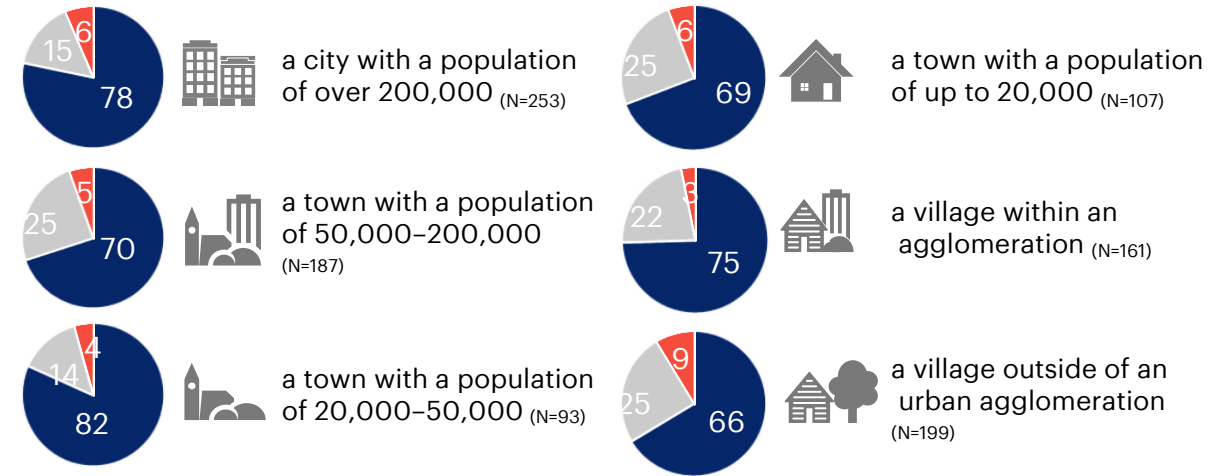 6
15
78
a city with a population
of over 200,000 (N=253)
5
25
70
a town with a population
of 50,000–200,000
(N=187)
4
14
82
a town with a population
of 20,000–50,000 (N=93)
6
25
69
a town with a population
of up to 20,000 (N=107)
3
22
75
a village within an
agglomeration (N=161)
9
25
66
a village outside of an
urban agglomeration
(N=199)